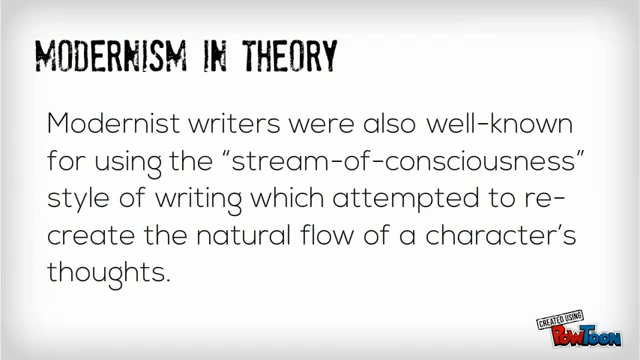 MODERNISM IN THEORY
Modernist writers were also well-known
for using the “stream-of-consciousness”
style of writing which attempted to re-
create the natural flow of a character’s
thoughts.
CREATED USING
POWTOON